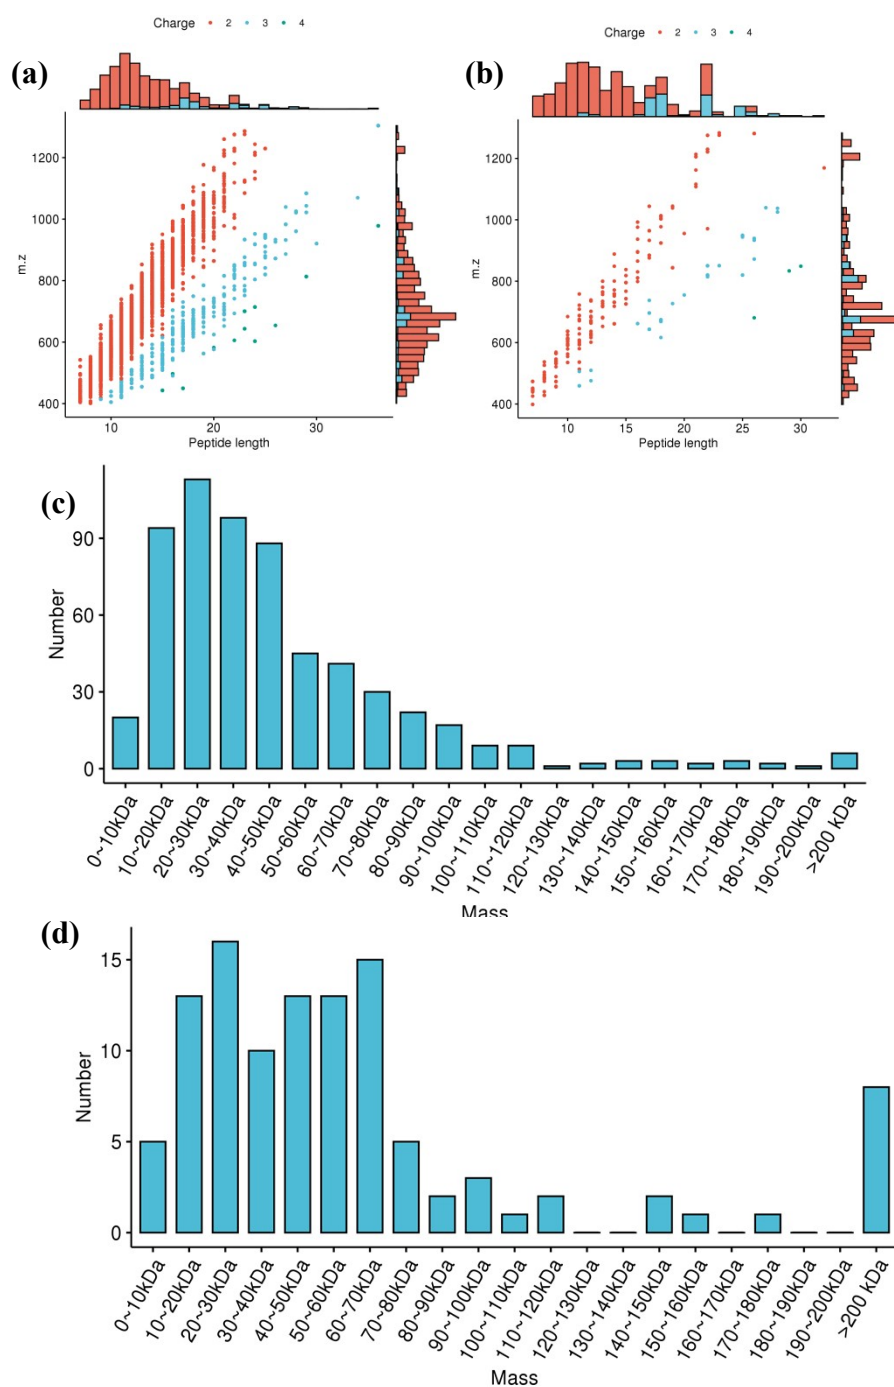 Charge 2 3 4
Charge 2 3 4
(a)
(b)
1200
1000
m.z
800
600
400
10 20 30
Peptide length
1200
1000
m.z
800
600
400
10 15 20 25 30
Peptide length
(c)
90
60
30
0
Number
0~10kDa
10~20kDa
20~30kDa
30~40kDa
40~50kDa
50~60kDa
60~70kDa
70~80kDa
80~90kDa
90~100kDa
100~110kDa
110~120kDa
120~130kDa
130~140kDa
140~150kDa
150~160kDa
160~170kDa
170~180kDa
180~190kDa
190~200kDa
>200 kDa
Mass
(d)
15
10
5
0
Number
0~10kDa
10~20kDa
20~30kDa
30~40kDa
40~50kDa
50~60kDa
60~70kDa
70~80kDa
80~90kDa
90~100kDa
100~110kDa
110~120kDa
120~130kDa
130~140kDa
140~150kDa
150~160kDa
160~170kDa
170~180kDa
180~190kDa
190~200kDa
>200 kDa
Mass